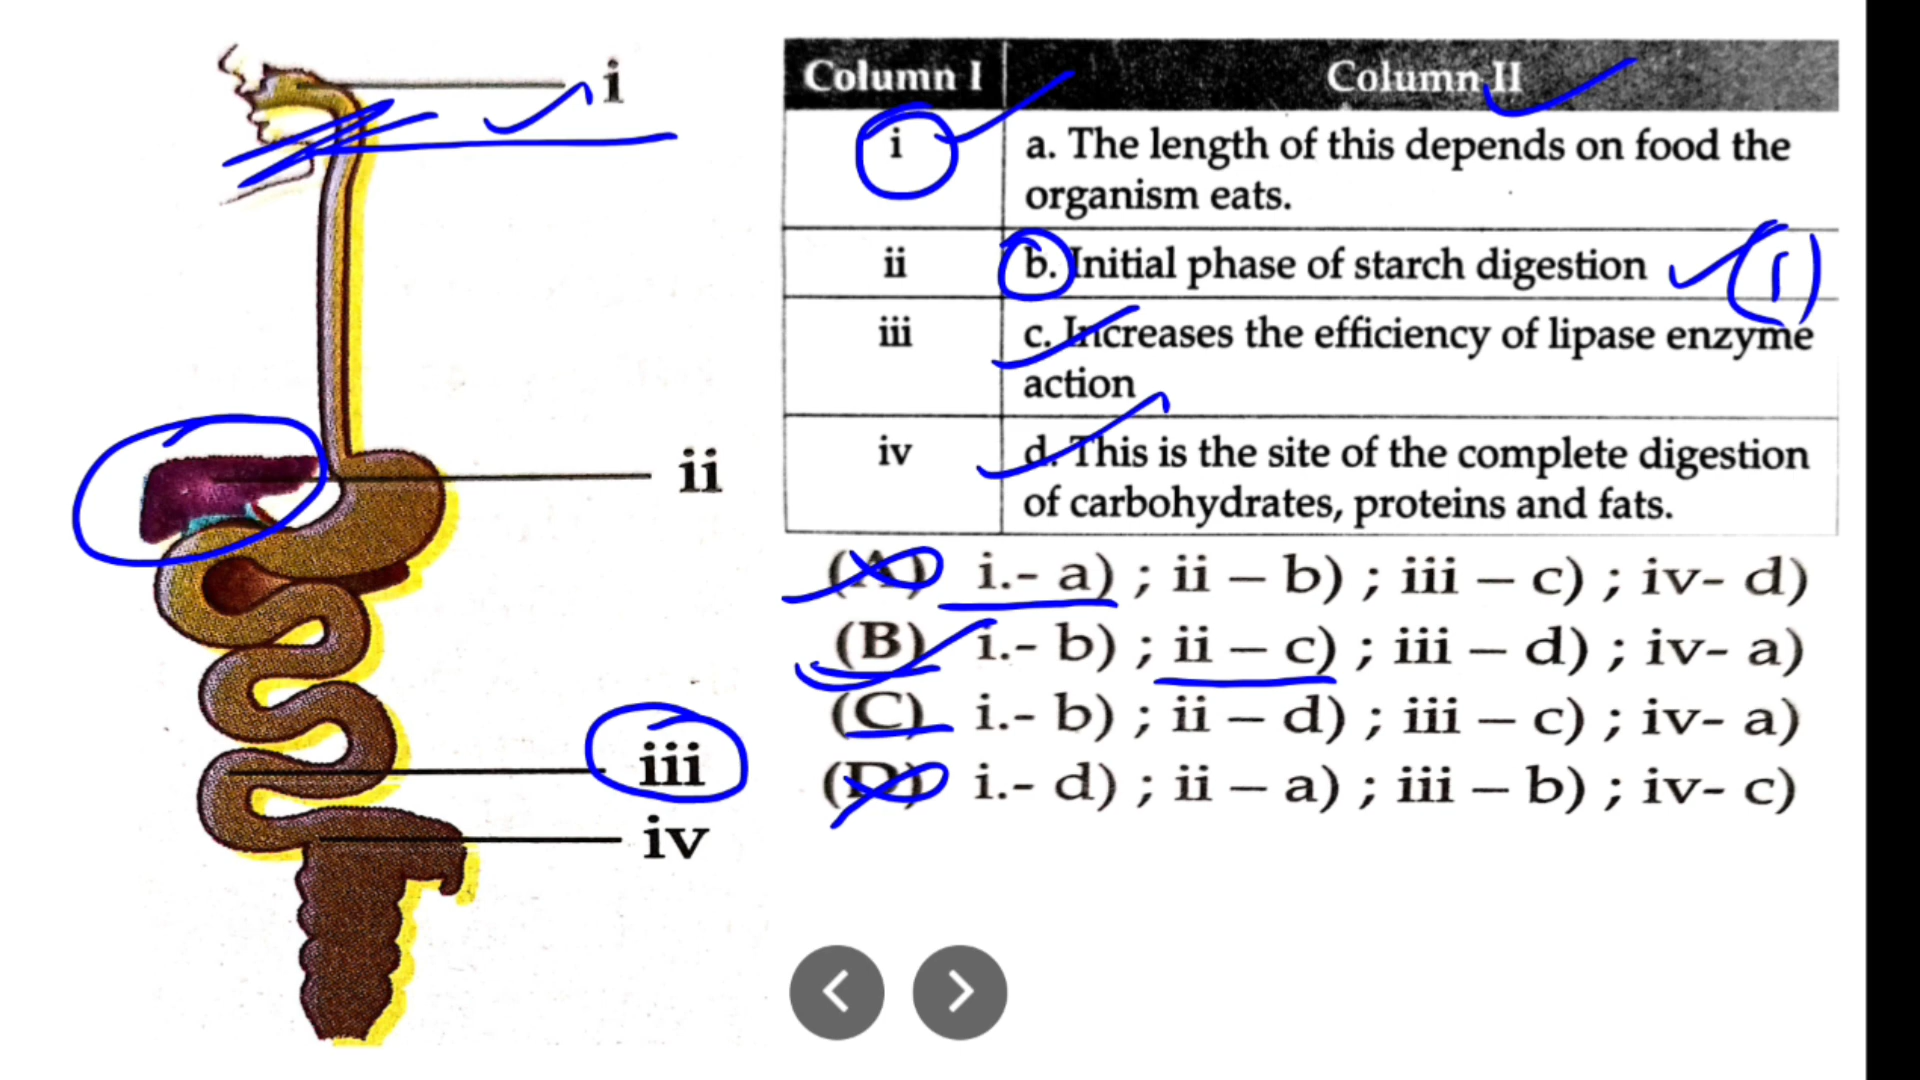 i
ii
iii
iv
Column I Column II
i a. The length of this depends on food the
organism eats.
ii b. Initial phase of starch digestion (1)
iii c. Increases the efficiency of lipase enzyme
action
iv d. This is the site of the complete digestion
of carbohydrates, proteins and fats.
(A) i.- a) ; ii – b) ; iii – c) ; iv- d)
(B) i.- b) ; ii – c) ; iii – d) ; iv- a)
(C) i.- b) ; ii – d) ; iii – c) ; iv- a)
(D) i.- d) ; ii – a) ; iii – b) ; iv- c)